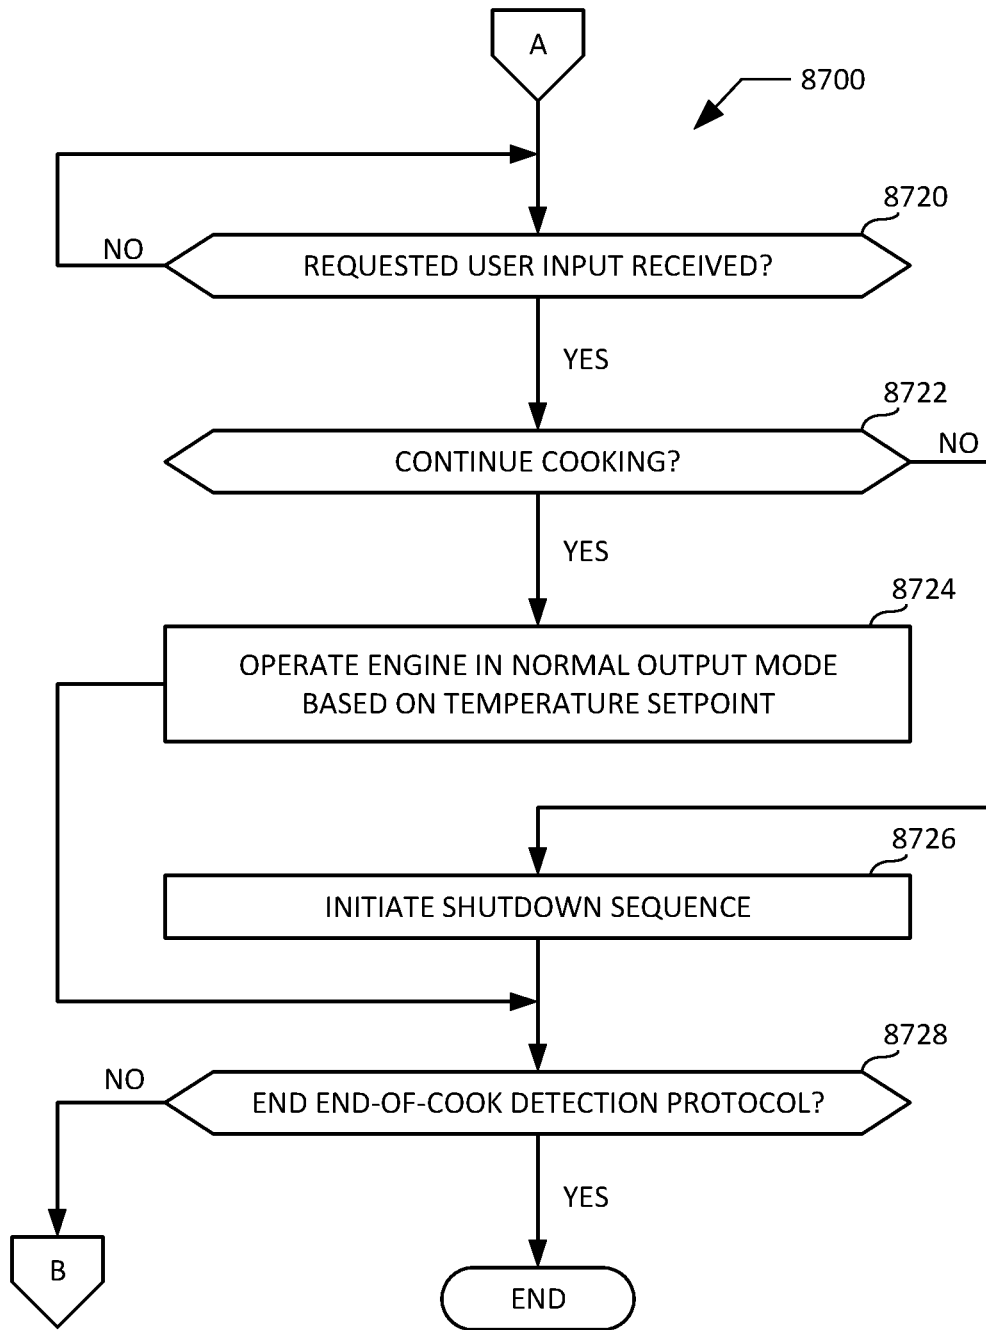 A
8700
8720
NO
REQUESTED USER INPUT RECEIVED?
YES
8722
NO
CONTINUE COOKING?
YES
8724
OPERATE ENGINE IN NORMAL OUTPUT MODE
BASED ON TEMPERATURE SETPOINT
8726
INITIATE SHUTDOWN SEQUENCE
8728
NO
END END-OF-COOK DETECTION PROTOCOL?
YES
B
END